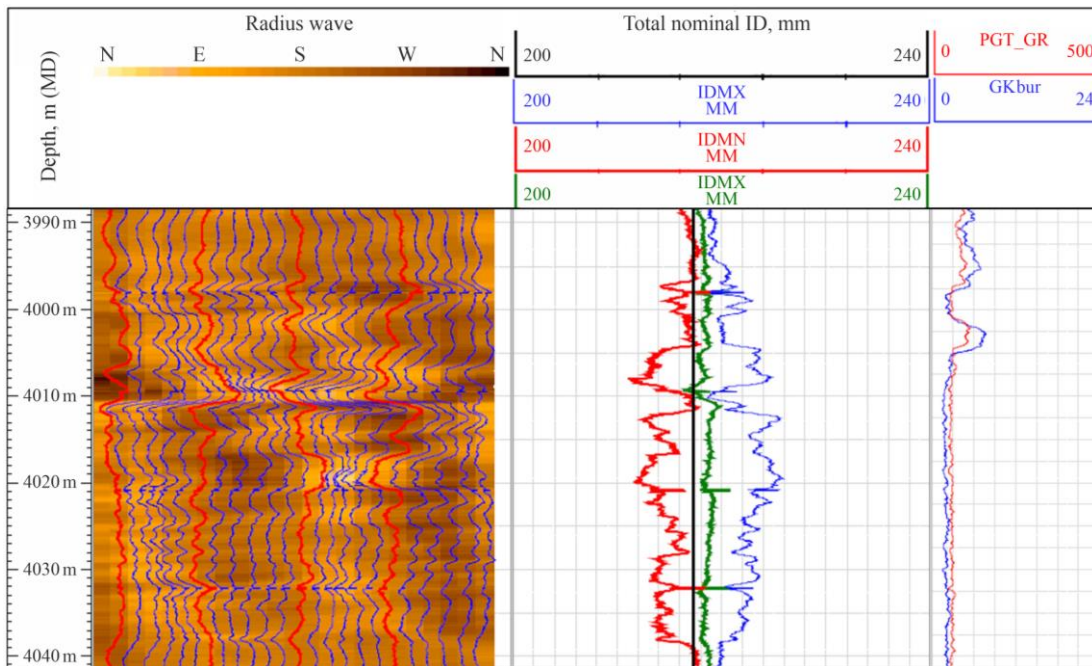 Radius wave
N E S W N
Depth, m (MD)
Total nominal ID, mm
200 240
IDMX
MM
200 240
IDMN
MM
200 240
IDMX
MM
200 240
PGT_GR
0 500
GKbur
0 24
3990 m
4000 m
4010 m
4020 m
4030 m
4040 m